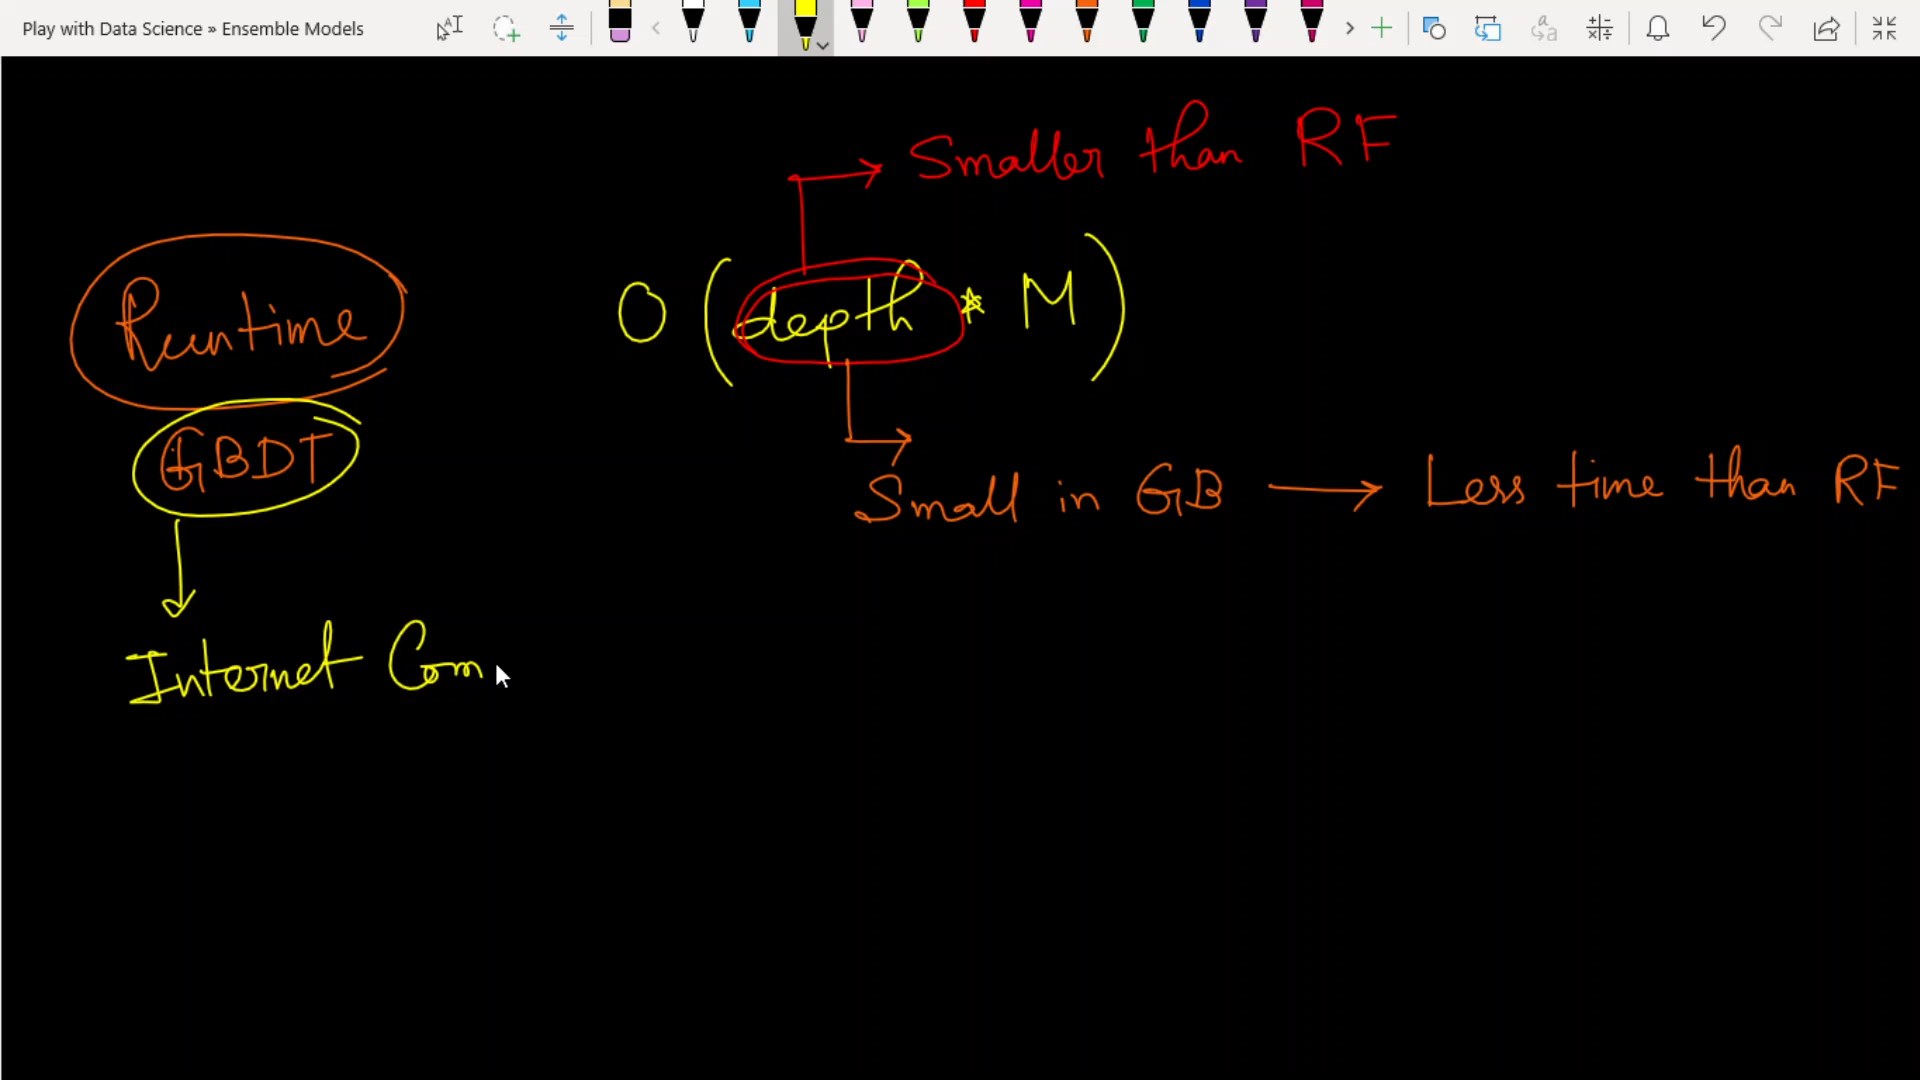 Play with Data Science » Ensemble Models
Smaller than RF
Runtime
O (depth * M)
GBDT
Small in GB → Less time than RF
Internet Com